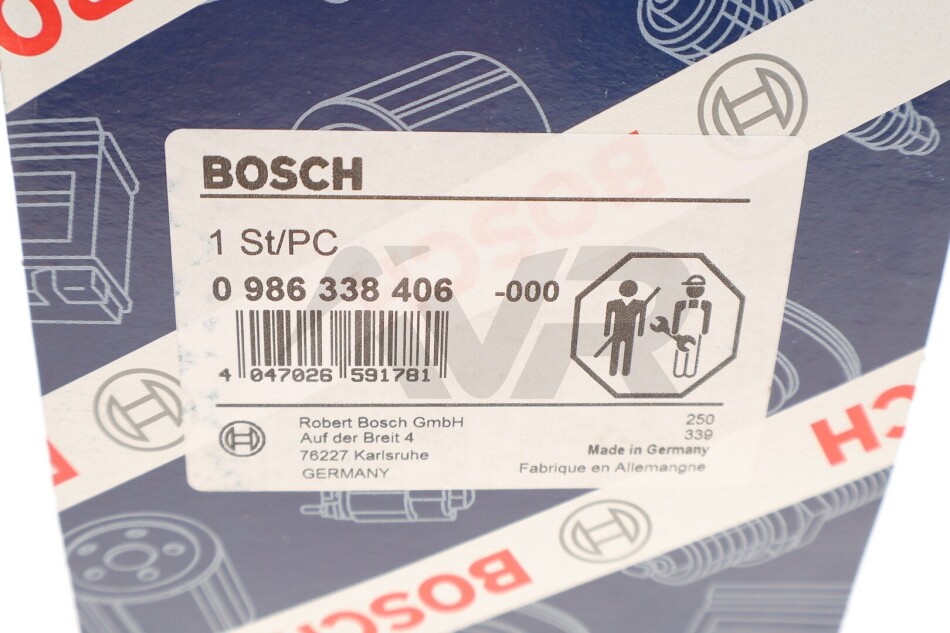 BOSCH
1 St/PC
0 986 338 406 -000
4 047026 591781
Robert Bosch GmbH
Auf der Breit 4
76227 Karlsruhe
GERMANY
250
339
Made in Germany
Fabrique en Allemangne
BOSCH
CH
BOSCH